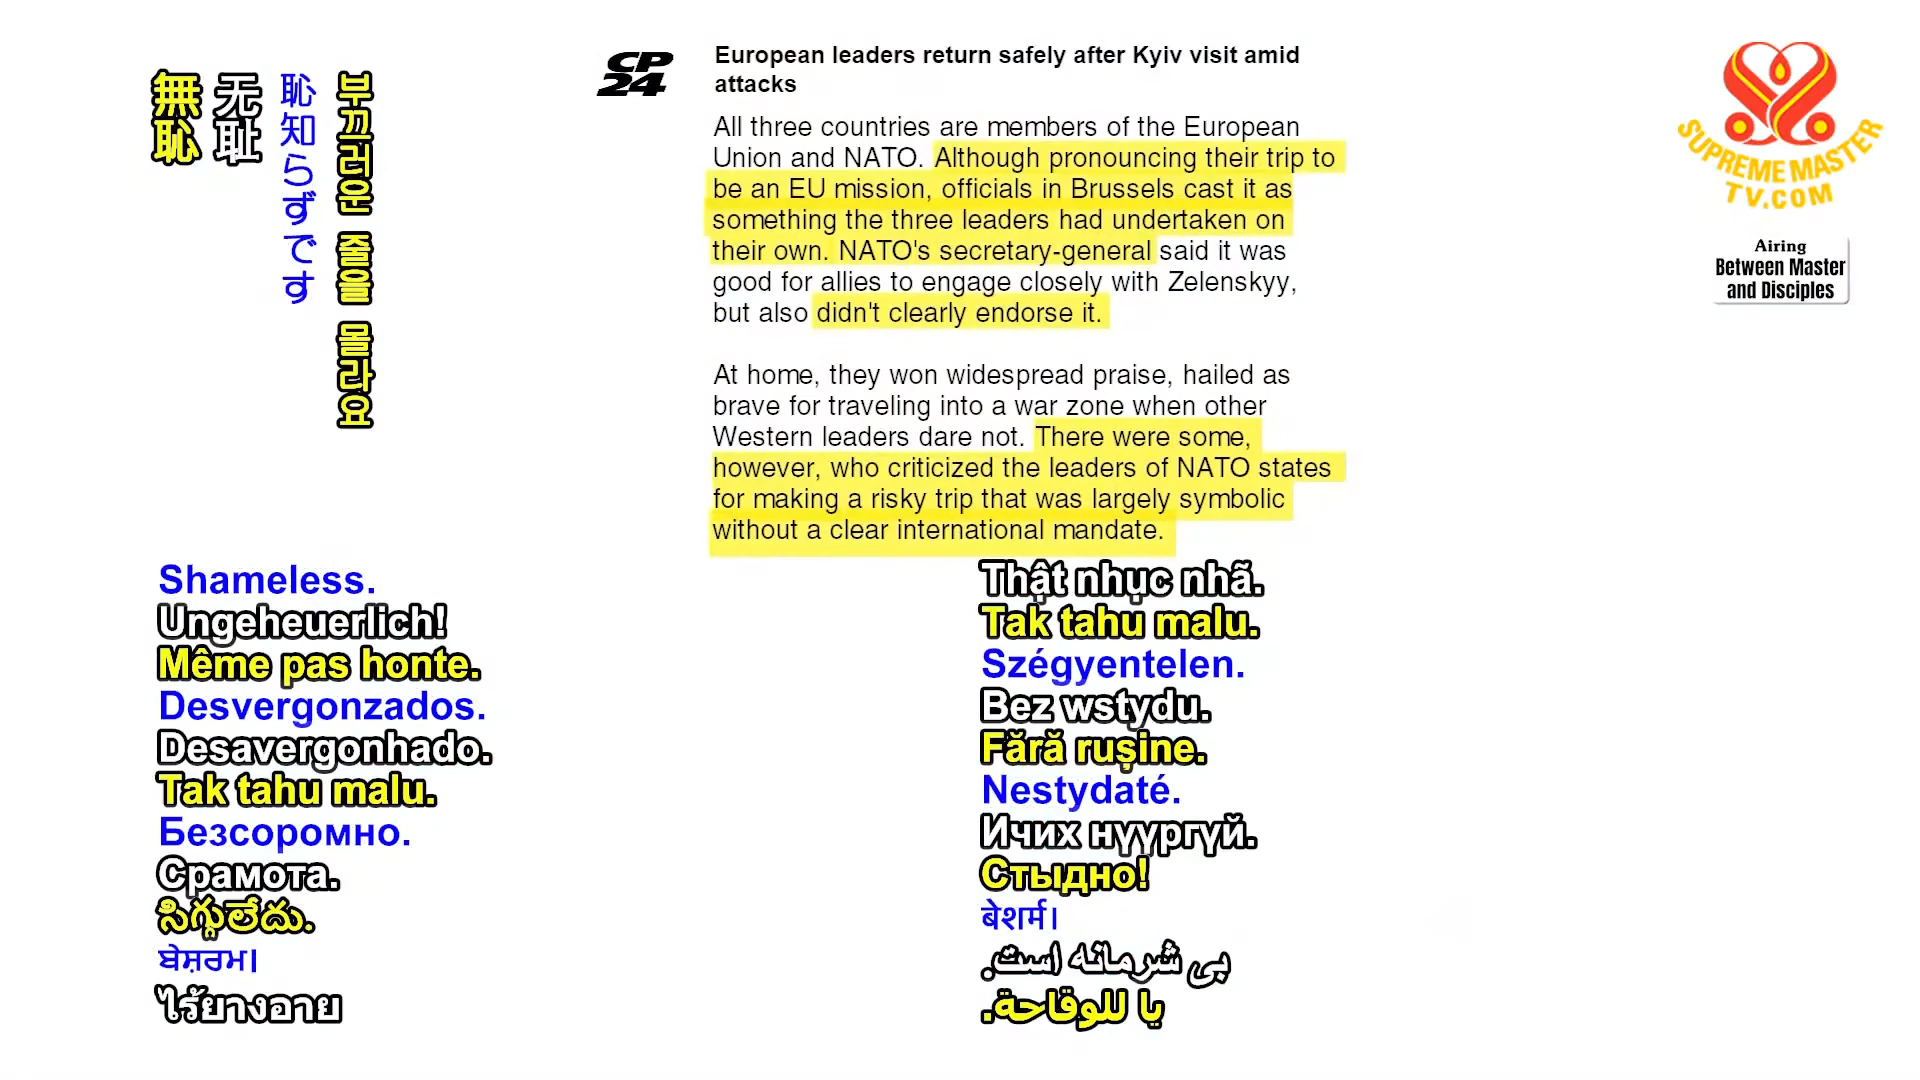 無恥
无耻
恥知らずです
부끄러운 줄을 몰라요
CP
24
European leaders return safely after Kyiv visit amid
attacks
All three countries are members of the European
Union and NATO. Although pronouncing their trip to
be an EU mission, officials in Brussels cast it as
something the three leaders had undertaken on
their own. NATO's secretary-general said it was
good for allies to engage closely with Zelenskyy,
but also didn't clearly endorse it.
At home, they won widespread praise, hailed as
brave for traveling into a war zone when other
Western leaders dare not. There were some,
however, who criticized the leaders of NATO states
for making a risky trip that was largely symbolic
without a clear international mandate.
SUPREME MASTER
TV.COM
Airing
Between Master
and Disciples
Shameless.
Ungeheuerlich!
Même pas honte.
Desvergonzados.
Desavergonhado.
Tak tahu malu.
Безсоромно.
Срамота.
సిగ్గులేదు.
ਬੇਸ਼ਰਮ।
ไร้ยางอาย
Thật nhục nhã.
Tak tahu malu.
Szégyentelen.
Bez wstydu.
Fără rușine.
Nestydaté.
Ичих нүүргүй.
Стыдно!
बेशर्म।
بی شرمانه است.
يا للوقاحة.